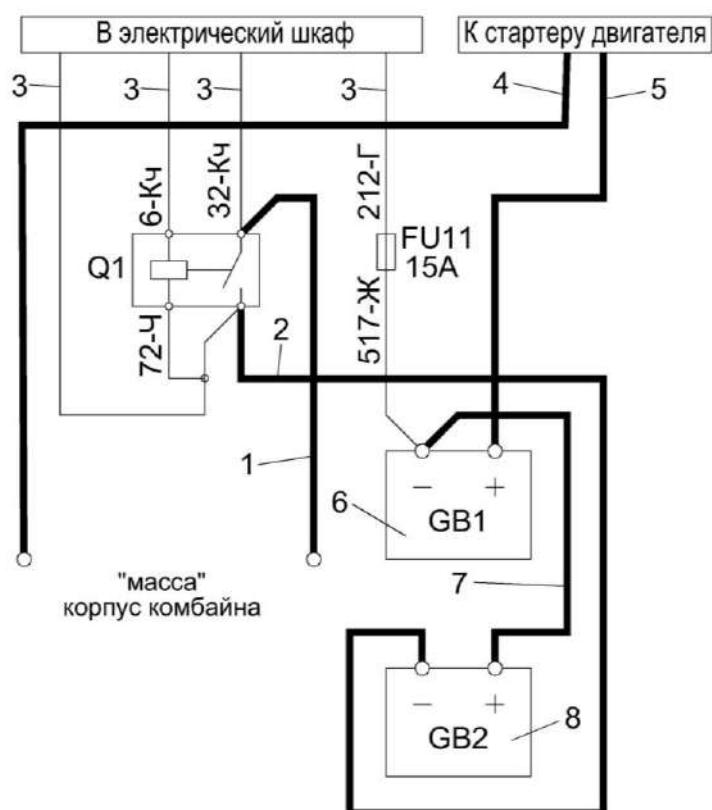 В электрический шкаф
К стартеру двигателя
3
3
3
3
4
5
6-Кч
32-Кч
212-Г
Q1
FU11
15А
72-Ч
517-Ж
2
1
6
− +
GB1
"масса"
корпус комбайна
7
− +
GB2
8